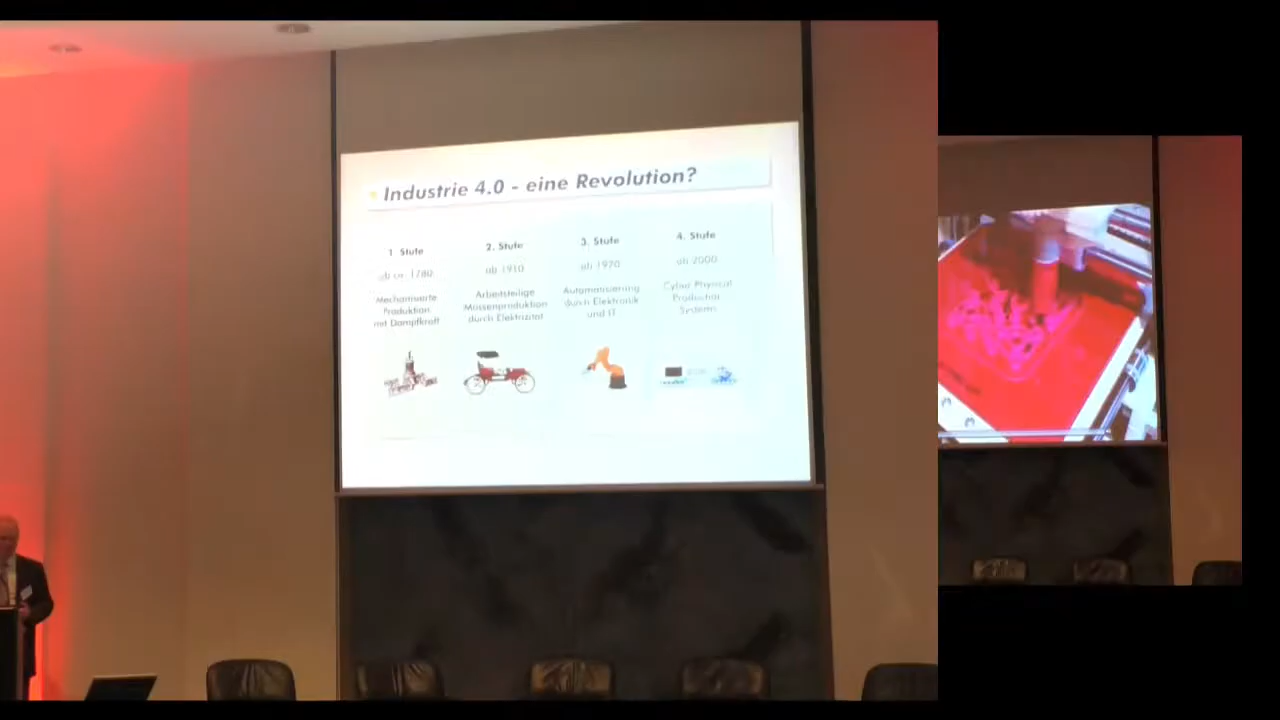 Industrie 4.0 - eine Revolution?
1. Stufe
ab ca. 1780
Mechanisierte
Produktion
mit Dampfkraft
2. Stufe
ab 1910
Arbeitsteilige
Massenproduktion
durch Elektrizität
3. Stufe
ab 1970
Automatisierung
durch Elektronik
und IT
4. Stufe
ab 2000
Cyber Physical
Production
Systems